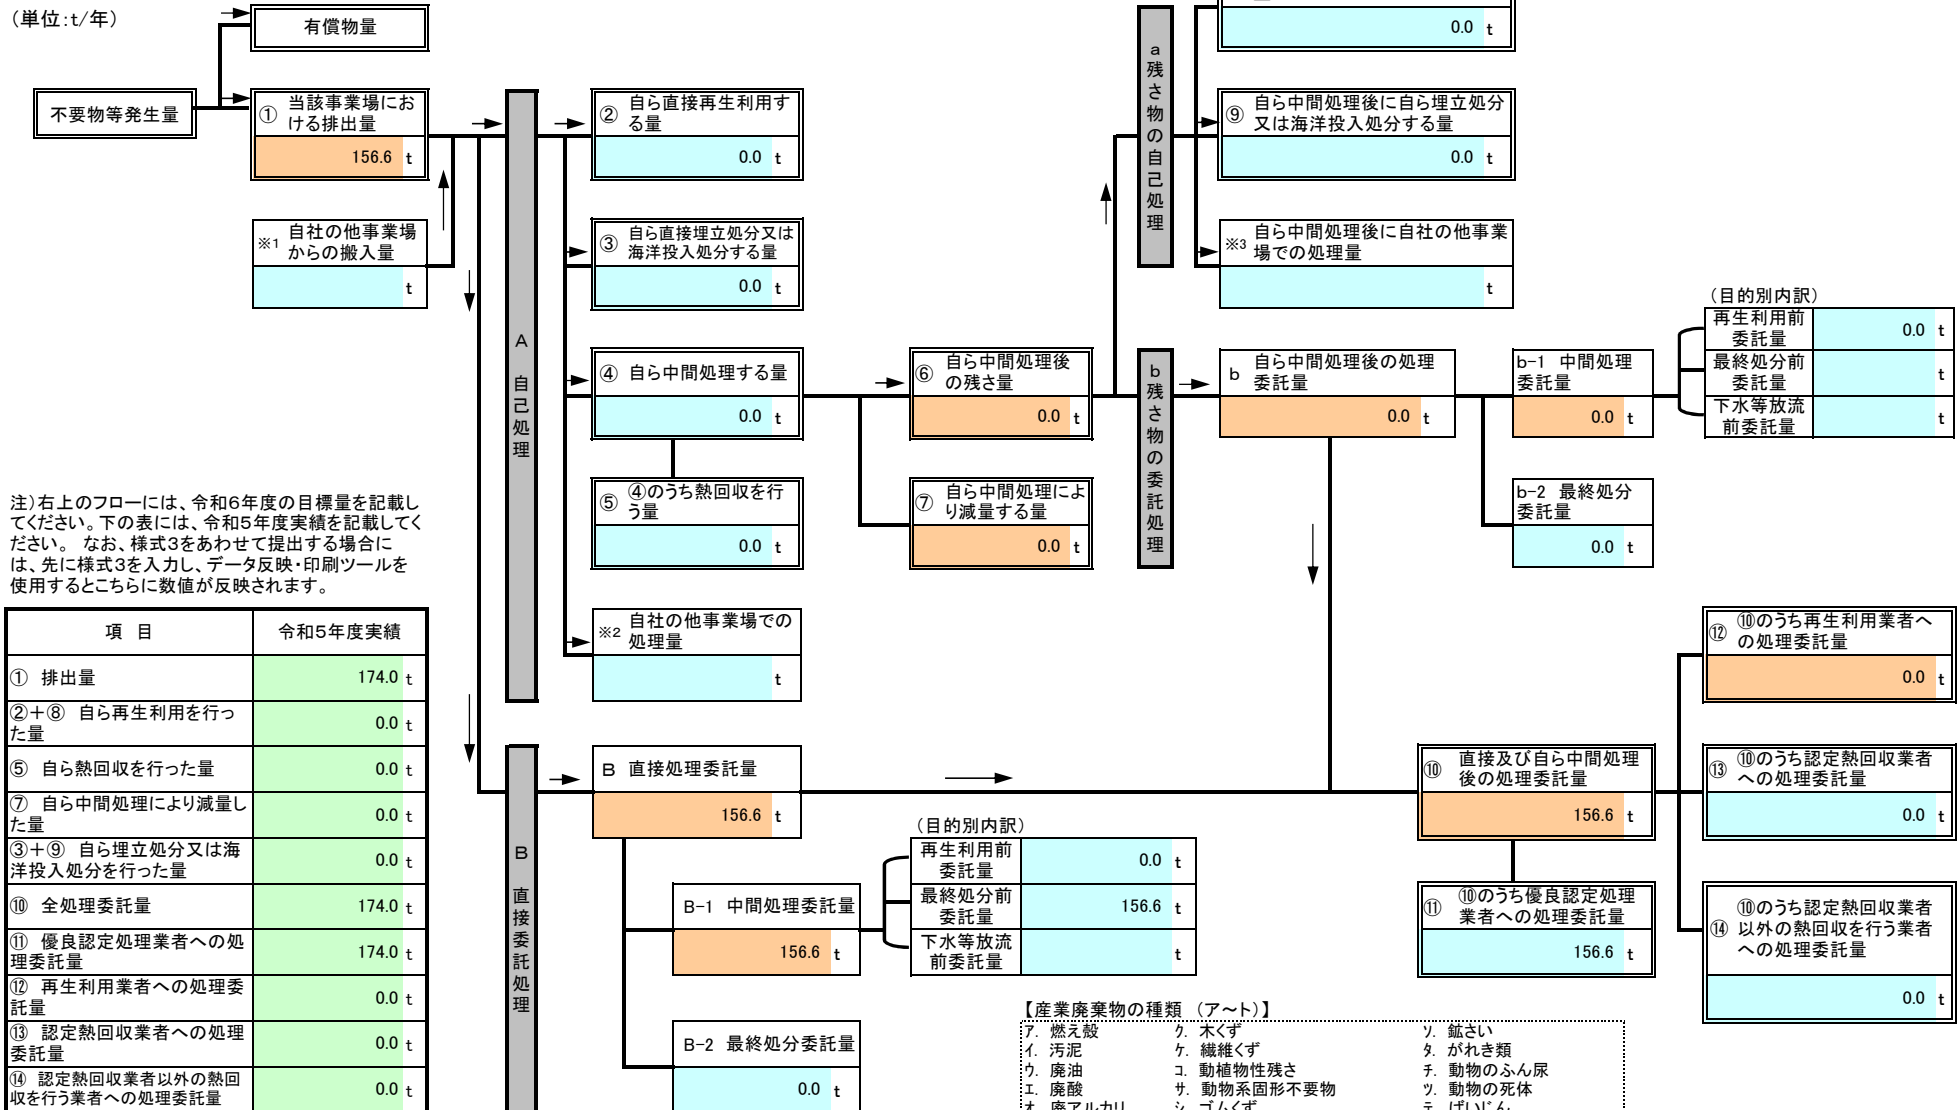 （単位：t/年）
有償物量
不要物等発生量
① 当該事業場にお
ける排出量
156.6 t
※1 自社の他事業場
からの搬入量
t
A 自己処理
② 自ら直接再生利用す
る量
0.0 t
③ 自ら直接埋立処分又は
海洋投入処分する量
0.0 t
④ 自ら中間処理する量
0.0 t
⑤ ④のうち熱回収を行
う量
0.0 t
※2 自社の他事業場での
処理量
t
⑥ 自ら中間処理後
の残さ量
0.0 t
⑦ 自ら中間処理によ
り減量する量
0.0 t
a 残さ物の自己処理
0.0 t
⑨ 自ら中間処理後に自ら埋立処分
又は海洋投入処分する量
0.0 t
※3 自ら中間処理後に自社の他事業
場での処理量
t
b 残さ物の委託処理
b 自ら中間処理後の処理
委託量
0.0 t
b-1 中間処理
委託量
0.0 t
b-2 最終処分
委託量
0.0 t
（目的別内訳）
再生利用前
委託量
0.0 t
最終処分前
委託量
t
下水等放流
前委託量
t
注）右上のフローには、令和6年度の目標量を記載し
てください。下の表には、令和5年度実績を記載してく
ださい。 なお、様式3をあわせて提出する場合に
は、先に様式3を入力し、データ反映・印刷ツールを
使用するとこちらに数値が反映されます。
項 目 令和5年度実績
① 排出量 174.0 t
②＋⑧ 自ら再生利用を行っ
た量
0.0 t
⑤ 自ら熱回収を行った量 0.0 t
⑦ 自ら中間処理により減量し
た量
0.0 t
③＋⑨ 自ら埋立処分又は海
洋投入処分を行った量
0.0 t
⑩ 全処理委託量 174.0 t
⑪ 優良認定処理業者への処
理委託量
174.0 t
⑫ 再生利用業者への処理委
託量
0.0 t
⑬ 認定熱回収業者への処理
委託量
0.0 t
⑭ 認定熱回収業者以外の熱回
収を行う業者への処理委託量
0.0 t
B 直接委託処理
B 直接処理委託量
156.6 t
B-1 中間処理委託量
156.6 t
B-2 最終処分委託量
0.0 t
（目的別内訳）
再生利用前
委託量
0.0 t
最終処分前
委託量
156.6 t
下水等放流
前委託量
t
⑩ 直接及び自ら中間処理
後の処理委託量
156.6 t
⑪ ⑩のうち優良認定処理
業者への処理委託量
156.6 t
⑫ ⑩のうち再生利用業者へ
の処理委託量
0.0 t
⑬ ⑩のうち認定熱回収業者
への処理委託量
0.0 t
⑭ ⑩のうち認定熱回収業者
以外の熱回収を行う業者
への処理委託量
0.0 t
【産業廃棄物の種類 （ア～ト）】
ア. 燃え殻 ク. 木くず ソ. 鉱さい
イ. 汚泥 ケ. 繊維くず タ. がれき類
ウ. 廃油 コ. 動植物性残さ チ. 動物のふん尿
エ. 廃酸 サ. 動物系固形不要物 ツ. 動物の死体
オ. 廃アルカリ シ. ゴムくず テ. ばいじん